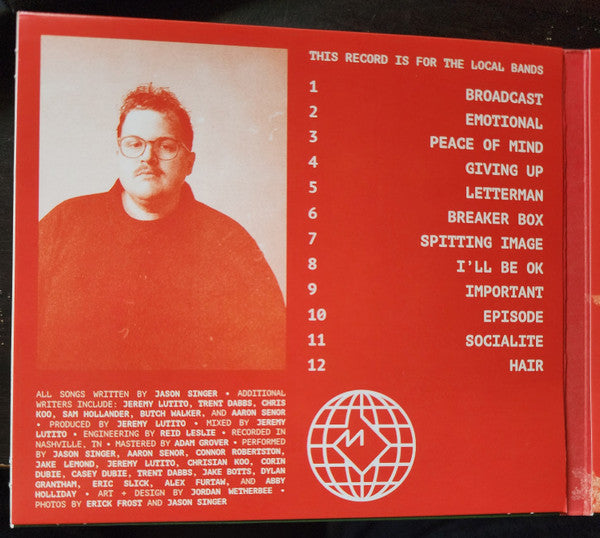 THIS RECORD IS FOR THE LOCAL BANDS
1 BROADCAST
2 EMOTIONAL
3 PEACE OF MIND
4 GIVING UP
5 LETTERMAN
6 BREAKER BOX
7 SPITTING IMAGE
8 I'LL BE OK
9 IMPORTANT
10 EPISODE
11 SOCIALITE
12 HAIR
ALL SONGS WRITTEN BY JASON SINGER • ADDITIONAL
WRITERS INCLUDE: JEREMY LUTITO, TRENT DABBS, CHRIS
KOO, SAM HOLLANDER, BUTCH WALKER, AND AARON SENOR
• PRODUCED BY JEREMY LUTITO • MIXED BY JEREMY
LUTITO • ENGINEERING BY REID LESLIE • RECORDED IN
NASHVILLE, TN • MASTERED BY ADAM GROVER • PERFORMED
BY JASON SINGER, AARON SENOR, CONNOR ROBERTSTON,
JAKE LEMOND, JEREMY LUTITO, CHRISIAN KOO, CORIN
DUBIE, CASEY DUBIE, TRENT DABBS, JAKE BOTTS, DYLAN
GRANTHAM, ERIC SLICK, ALEX FURTAW, AND ABBY
HOLLIDAY • ART + DESIGN BY JORDAN WETHERBEE •
PHOTOS BY ERICK FROST AND JASON SINGER
M